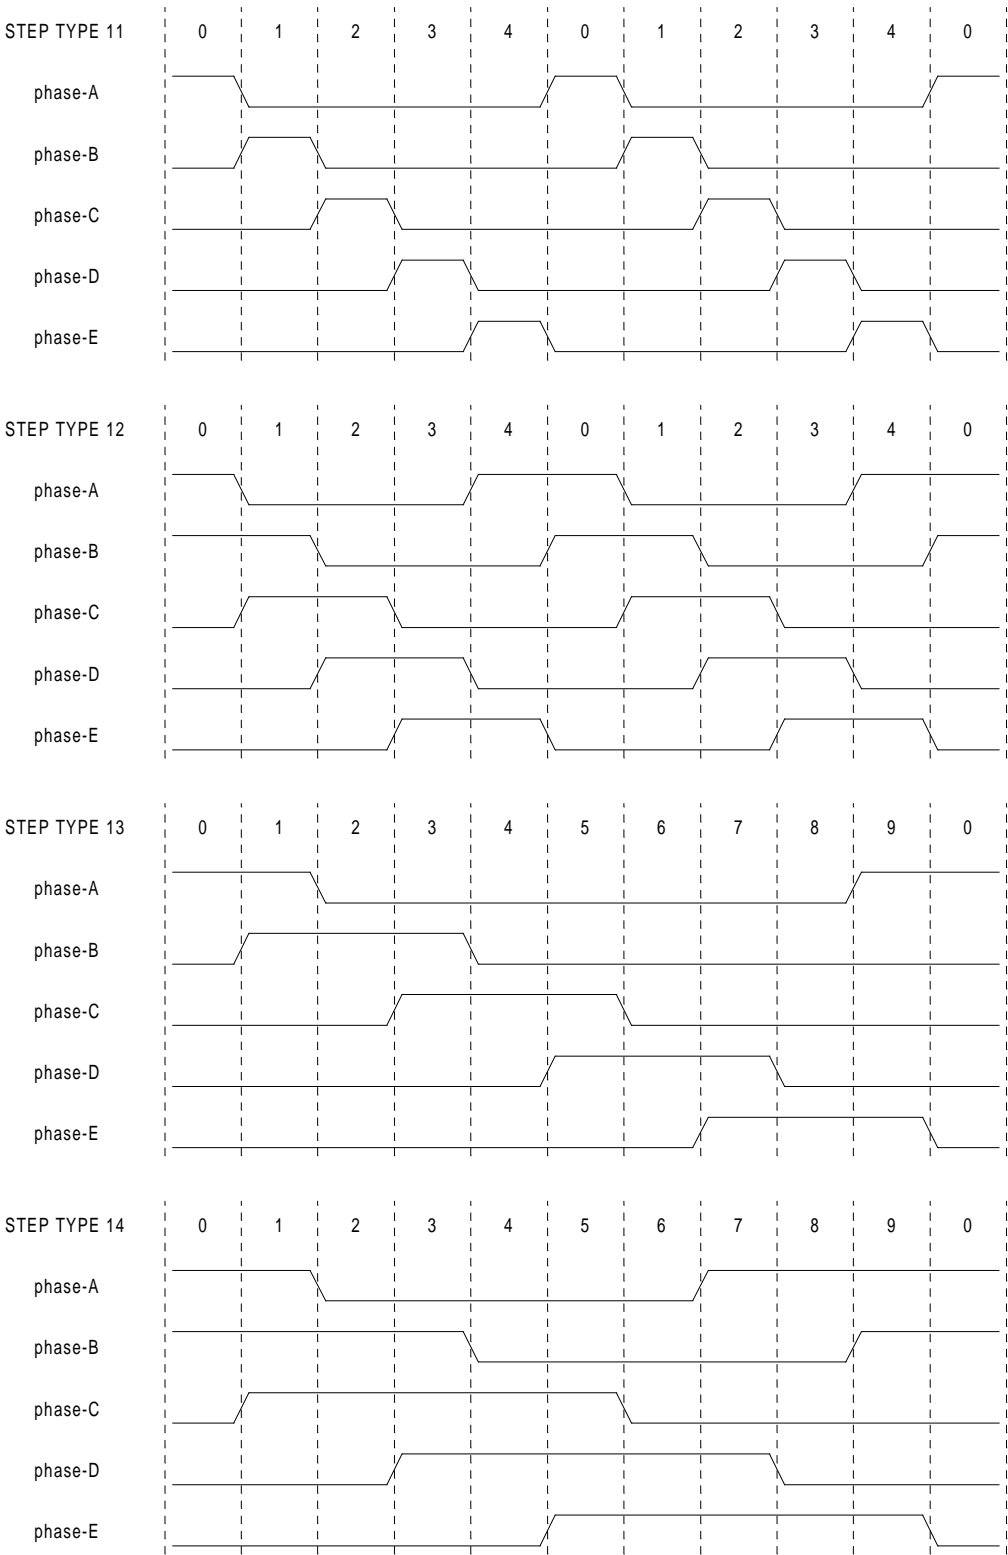 STEP TYPE 11 0 1 2 3 4 0 1 2 3 4 0
phase-A
phase-B
phase-C
phase-D
phase-E
STEP TYPE 12 0 1 2 3 4 0 1 2 3 4 0
phase-A
phase-B
phase-C
phase-D
phase-E
STEP TYPE 13 0 1 2 3 4 5 6 7 8 9 0
phase-A
phase-B
phase-C
phase-D
phase-E
STEP TYPE 14 0 1 2 3 4 5 6 7 8 9 0
phase-A
phase-B
phase-C
phase-D
phase-E